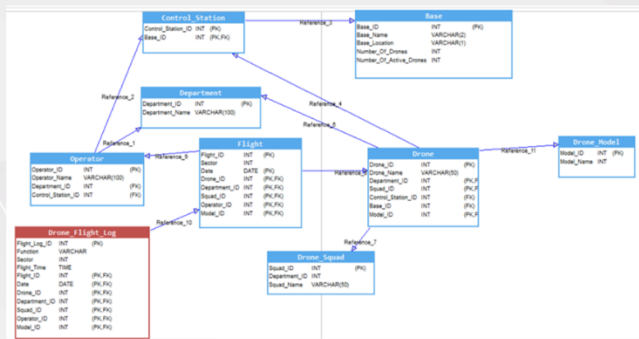 Control_Station
Control_Station_ID INT (PK)
Base_ID INT (PK,FK)
Reference_3
Base
Base_ID INT (PK)
Base_Name VARCHAR(2)
Base_Location VARCHAR(1)
Number_Of_Drones INT
Number_Of_Active_Drones INT
Reference_2
Department
Department_ID INT (PK)
Department_Name VARCHAR(100)
Reference_4
Reference_1
Operator
Operator_ID INT (PK)
Operator_Name VARCHAR(100)
Department_ID INT (FK)
Control_Station_ID INT (FK)
Reference_9
Flight
Flight_ID INT (PK)
Sector INT
Date DATE (PK)
Drone_ID INT (PK,FK)
Department_ID INT (PK,FK)
Squad_ID INT (PK,FK)
Operator_ID INT (PK,FK)
Model_ID INT (PK,FK)
Drone
Drone_ID INT (PK)
Drone_Name VARCHAR(50)
Department_ID INT (PK,F
Squad_ID INT (PK,F
Control_Station_ID INT (FK)
Base_ID INT (FK)
Model_ID INT (PK,F
Reference_11
Drone_Model
Model_ID INT (PK)
Model_Name INT
Reference_10
Reference_7
Drone_Flight_Log
Flight_Log_ID INT (PK)
Function VARCHAR
Sector INT
Flight_Time TIME
Flight_ID INT (PK,FK)
Date DATE (PK,FK)
Drone_ID INT (PK,FK)
Department_ID INT (PK,FK)
Squad_ID INT (PK,FK)
Operator_ID INT (PK,FK)
Model_ID INT (PK,FK)
Drone_Squad
Squad_ID INT (PK)
Department_ID INT
Squad_Name VARCHAR(50)